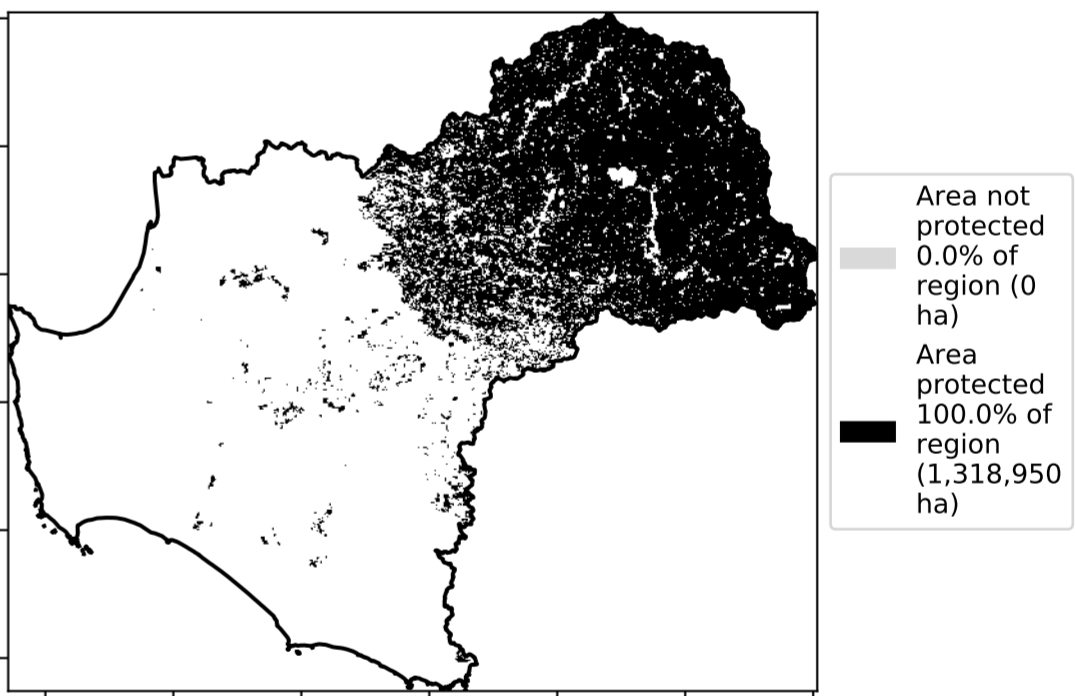 Area not
protected
0.0% of
region (0
ha)
Area
protected
100.0% of
region
(1,318,950
ha)